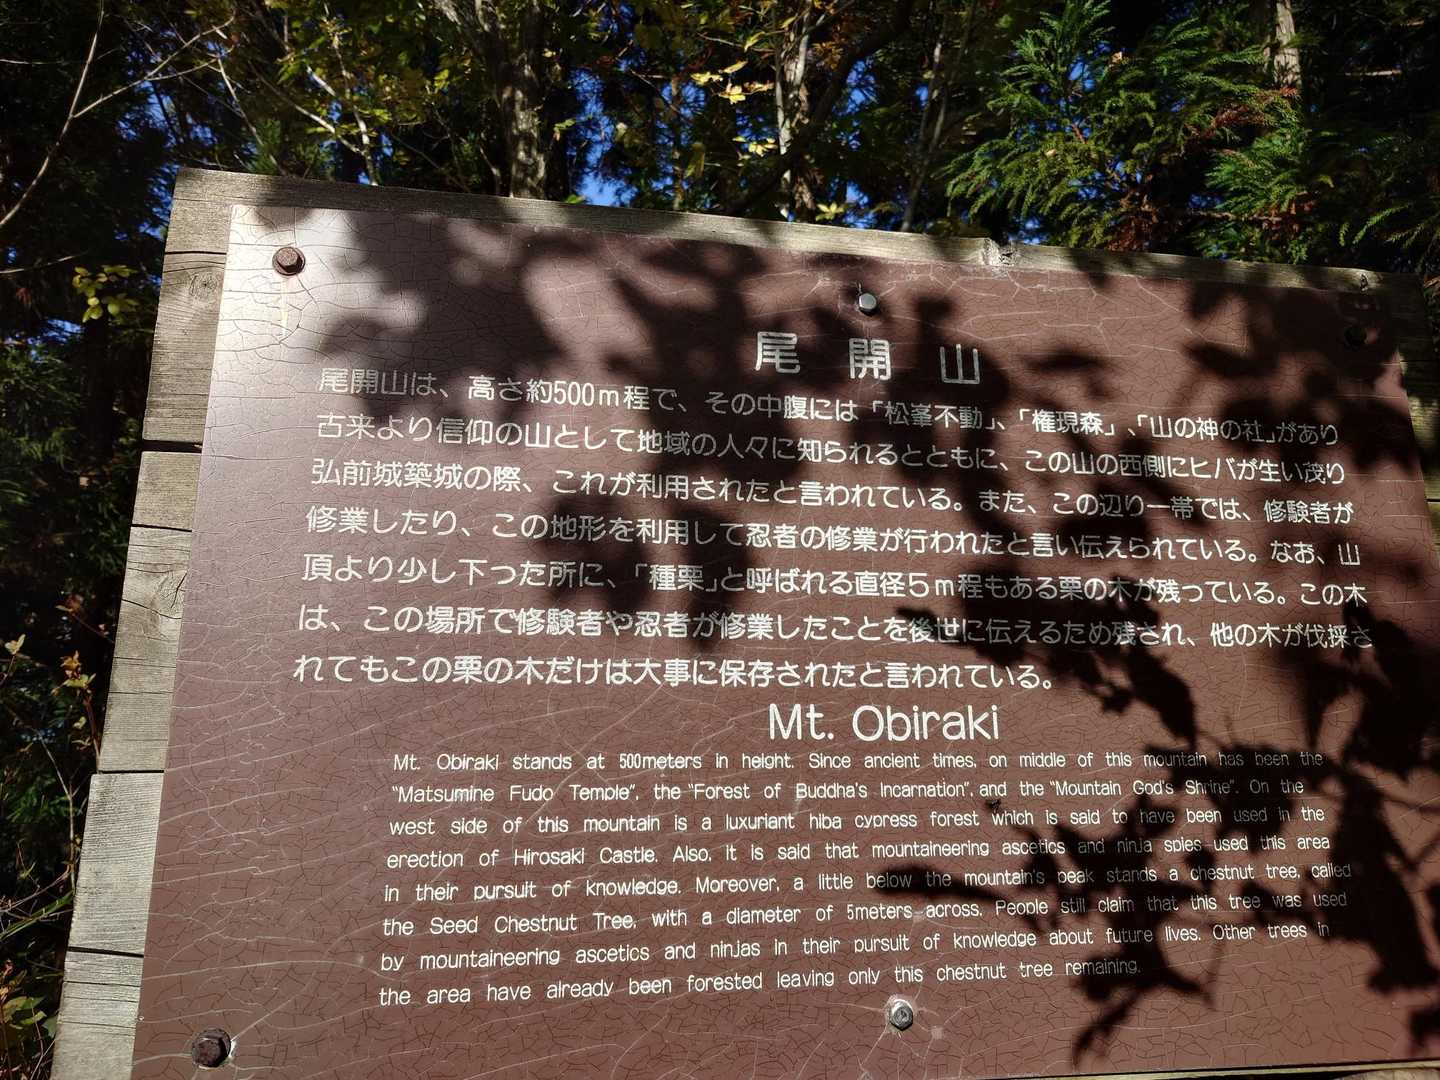 尾開山
尾開山は、高さ約500m程で、その中腹には「松峯不動」、「権現森」、「山の神の社」があり
古来より信仰の山として地域の人々に知られるとともに、この山の西側にヒバが生い茂り
弘前城築城の際、これが利用されたと言われている。また、この辺り一帯では、修験者が
修業したり、この地形を利用して忍者の修業が行われたと言い伝えられている。なお、山
頂より少し下つた所に、「種栗」と呼ばれる直径5m程もある栗の木が残っている。この木
は、この場所で修験者や忍者が修業したことを後世に伝えるため残され、他の木が伐採さ
れてもこの栗の木だけは大事に保存されたと言われている。
Mt. Obiraki
Mt. Obiraki stands at 500meters in height. Since ancient times, on middle of this mountain has been the
"Matsumine Fudo Temple", the "Forest of Buddha's Incarnation", and the "Mountain God's Shrine". On the
west side of this mountain is a luxuriant hiba cypress forest which is said to have been used in the
erection of Hirosaki Castle. Also, it is said that mountaineering ascetics and ninja spies used this area
in their pursuit of knowledge. Moreover, a little below the mountain's peak stands a chestnut tree, called
the Seed Chestnut Tree, with a diameter of 5meters across. People still claim that this tree was used
by mountaineering ascetics and ninjas in their pursuit of knowledge about future lives. Other trees in
the area have already been forested leaving only this chestnut tree remaining.